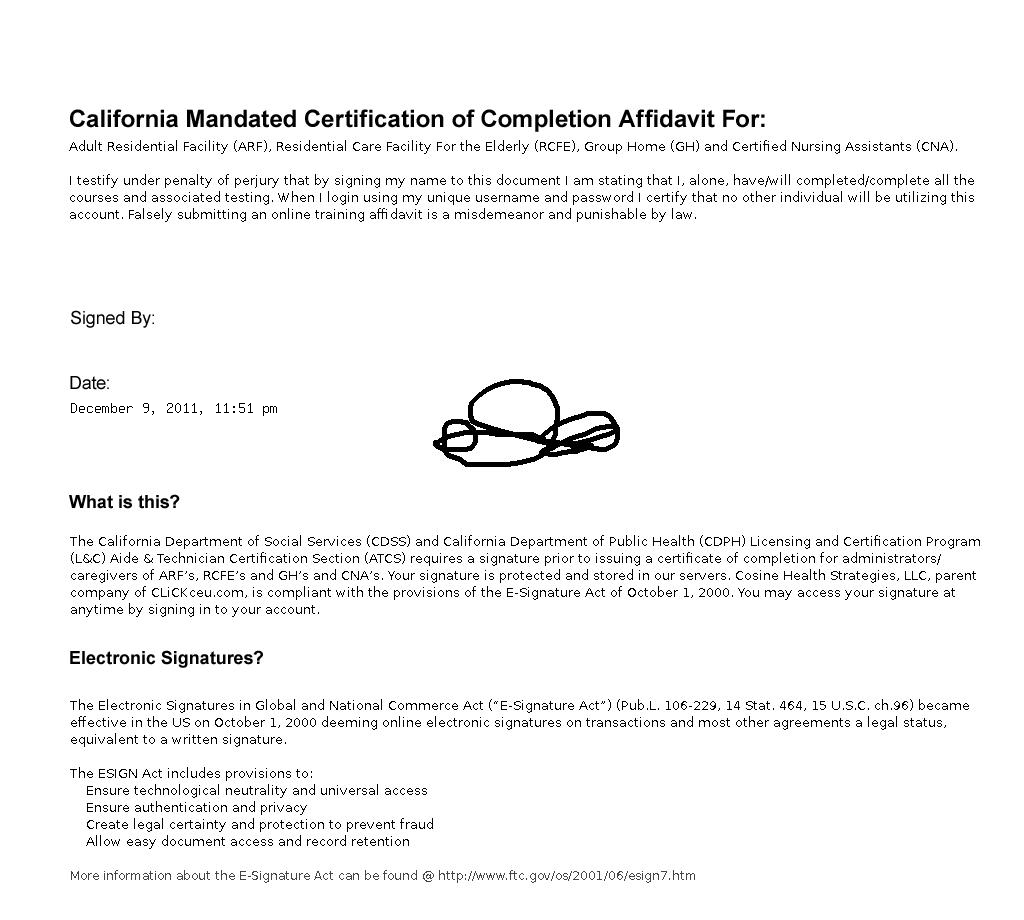 California Mandated Certification of Completion Affidavit For:
Adult Residential Facility (ARF), Residential Care Facility For the Elderly (RCFE), Group Home (GH) and Certified Nursing Assistants (CNA).
I testify under penalty of perjury that by signing my name to this document I am stating that I, alone, have/will completed/complete all the
courses and associated testing. When I login using my unique username and password I certify that no other individual will be utilizing this
account. Falsely submitting an online training affidavit is a misdemeanor and punishable by law.
Signed By:
Date:
December 9, 2011, 11:51 pm
What is this?
The California Department of Social Services (CDSS) and California Department of Public Health (CDPH) Licensing and Certification Program
(L&C) Aide & Technician Certification Section (ATCS) requires a signature prior to issuing a certificate of completion for administrators/
caregivers of ARF's, RCFE's and GH's and CNA's. Your signature is protected and stored in our servers. Cosine Health Strategies, LLC, parent
company of CLiCKceu.com, is compliant with the provisions of the E-Signature Act of October 1, 2000. You may access your signature at
anytime by signing in to your account.
Electronic Signatures?
The Electronic Signatures in Global and National Commerce Act (“E-Signature Act”) (Pub.L. 106-229, 14 Stat. 464, 15 U.S.C. ch.96) became
effective in the US on October 1, 2000 deeming online electronic signatures on transactions and most other agreements a legal status,
equivalent to a written signature.
The ESIGN Act includes provisions to:
Ensure technological neutrality and universal access
Ensure authentication and privacy
Create legal certainty and protection to prevent fraud
Allow easy document access and record retention
More information about the E-Signature Act can be found @ http://www.ftc.gov/os/2001/06/esign7.htm